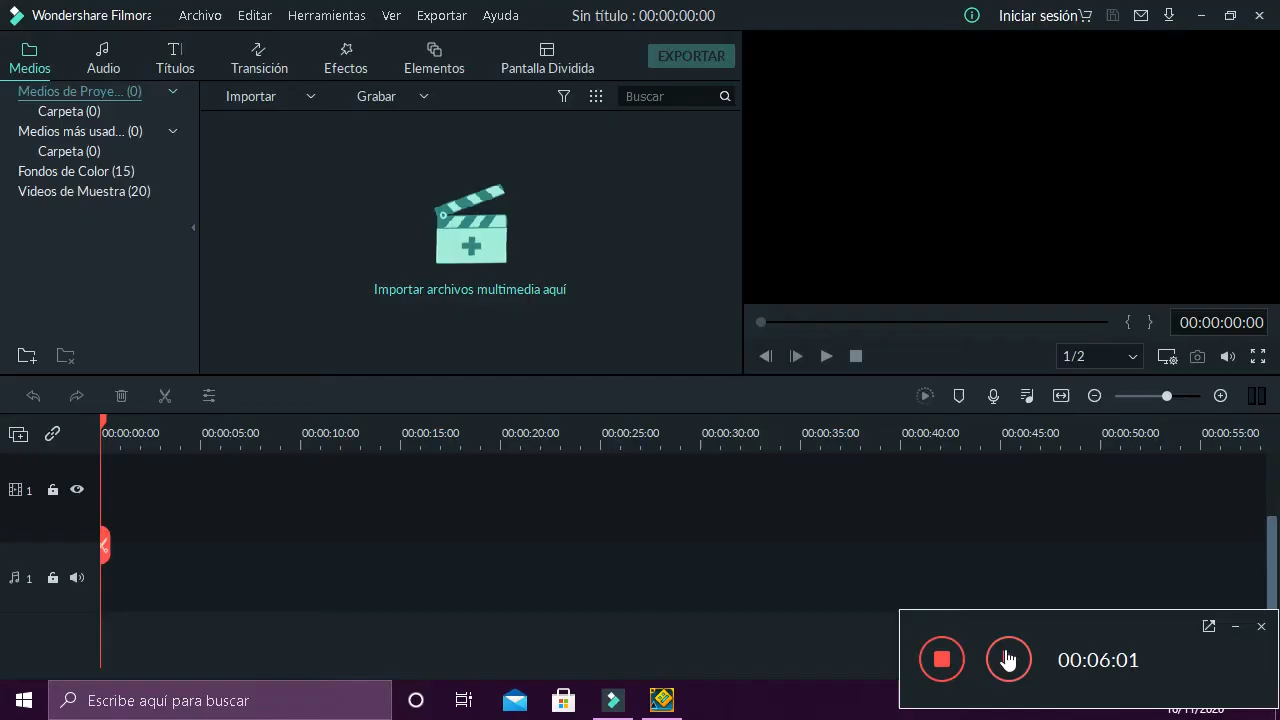 Wondershare Filmora
Archivo
Editar
Herramientas
Ver
Exportar
Ayuda
Sin título : 00:00:00:00
Iniciar sesión
Medios
Audio
Títulos
Transición
Efectos
Elementos
Pantalla Dividida
EXPORTAR
Medios de Proye... (0)
Carpeta (0)
Medios más usad... (0)
Carpeta (0)
Fondos de Color (15)
Videos de Muestra (20)
Importar
Grabar
Buscar
Importar archivos multimedia aquí
{ }
00:00:00:00
1/2
00:00:00:00
00:00:05:00
00:00:10:00
00:00:15:00
00:00:20:00
00:00:25:00
00:00:30:00
00:00:35:00
00:00:40:00
00:00:45:00
00:00:50:00
00:00:55:00
1
1
00:06:01
Escribe aquí para buscar